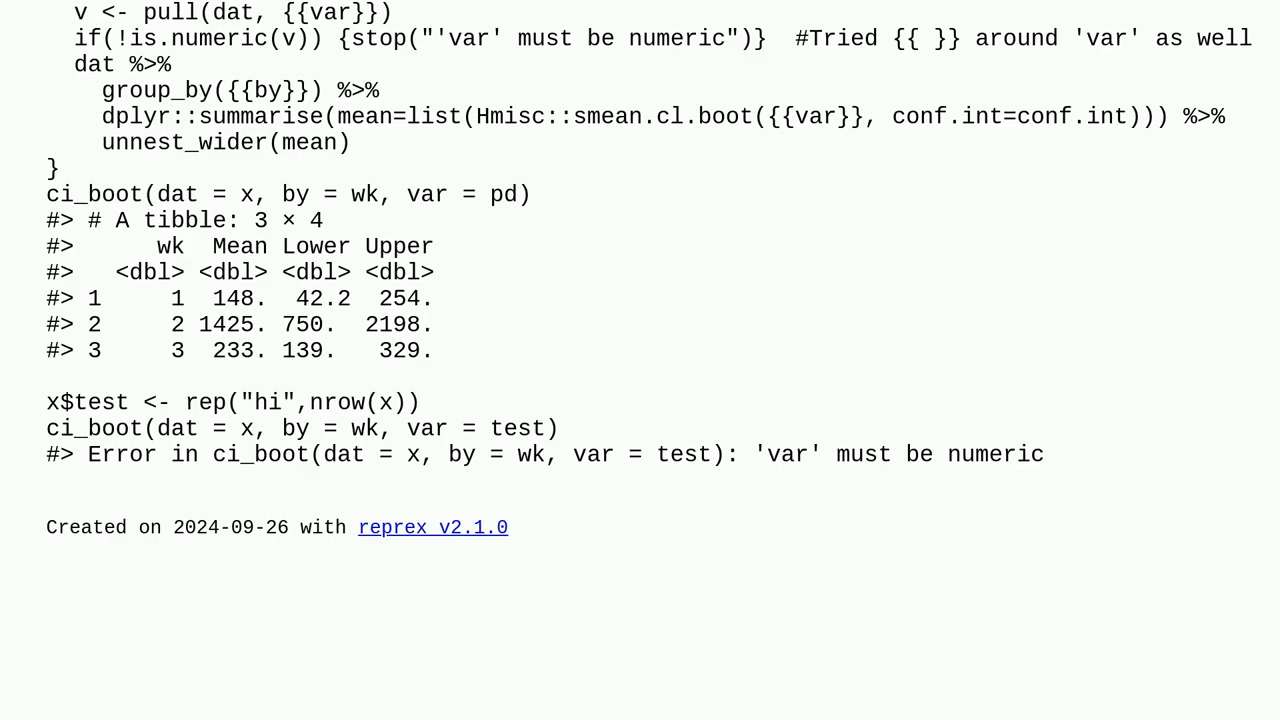 v <- pull(dat, {{var}})
if(!is.numeric(v)) {stop("'var' must be numeric")}  #Tried {{ }} around 'var' as well
dat %>%
group_by({{by}}) %>%
dplyr::summarise(mean=list(Hmisc::smean.cl.boot({{var}}, conf.int=conf.int))) %>%
unnest_wider(mean)
}
ci_boot(dat = x, by = wk, var = pd)
#> # A tibble: 3 × 4
#>      wk  Mean Lower Upper
#>   <dbl> <dbl> <dbl> <dbl>
#> 1     1  148.  42.2  254.
#> 2     2 1425. 750.  2198.
#> 3     3  233. 139.   329.
x$test <- rep("hi",nrow(x))
ci_boot(dat = x, by = wk, var = test)
#> Error in ci_boot(dat = x, by = wk, var = test): 'var' must be numeric
Created on 2024-09-26 with reprex v2.1.0